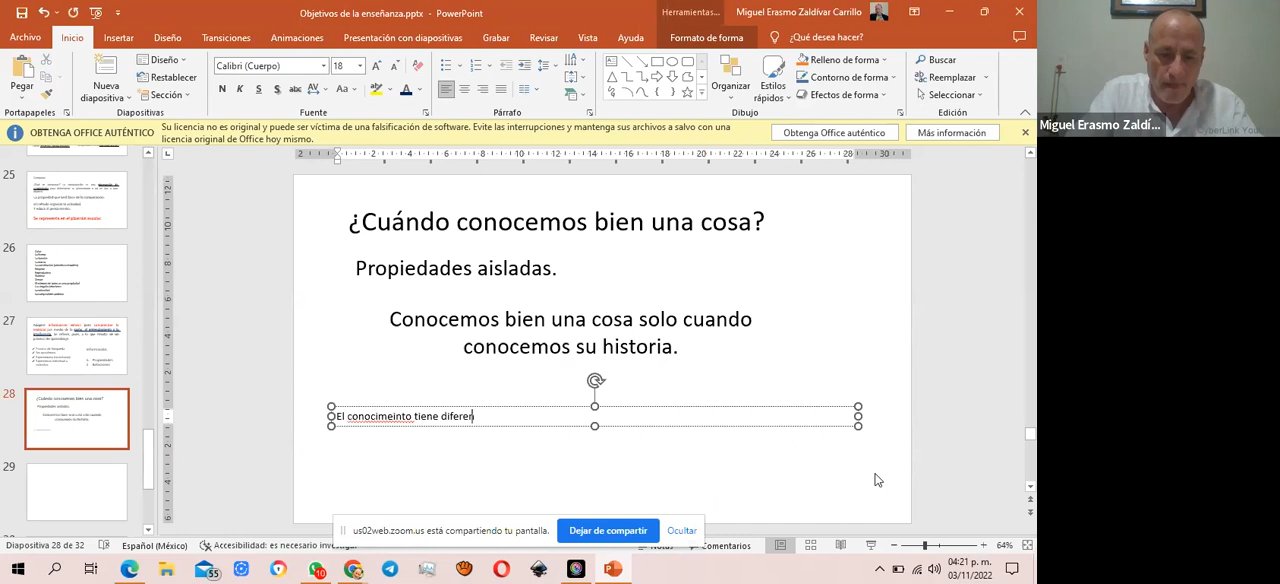 Objetivos de la enseñanza.pptx - PowerPoint
Herramientas...
Miguel Erasmo Zaldívar Carrillo
Archivo Inicio Insertar Diseño Transiciones Animaciones Presentación con diapositivas Grabar Revisar Vista Ayuda Formato de forma ¿Qué desea hacer?
Pegar
Portapapeles
Nueva
diapositiva
Diseño
Restablecer
Sección
Diapositivas
Calibri (Cuerpo) 18
N K S S abc AV Aa A
Fuente
Párrafo
Organizar
Estilos
rápidos
Relleno de forma
Contorno de forma
Efectos de forma
Dibujo
Buscar
Reemplazar
Seleccionar
Edición
Miguel Erasmo Zaldí...
OBTENGA OFFICE AUTÉNTICO
Su licencia no es original y puede ser víctima de una falsificación de software. Evite las interrupciones y mantenga sus archivos a salvo con una
licencia original de Office hoy mismo.
Obtenga Office auténtico
Más información
25
26
27
28
29
¿Cuándo conocemos bien una cosa?
Propiedades aisladas.
Conocemos bien una cosa solo cuando
conocemos su historia.
El conocimeinto tiene diferen
us02web.zoom.us está compartiendo tu pantalla.
Dejar de compartir
Ocultar
Diapositiva 28 de 32
Español (México)
Accesibilidad: es necesario
Comentarios
64%
55
10
04:21 p. m.
03/11/2022